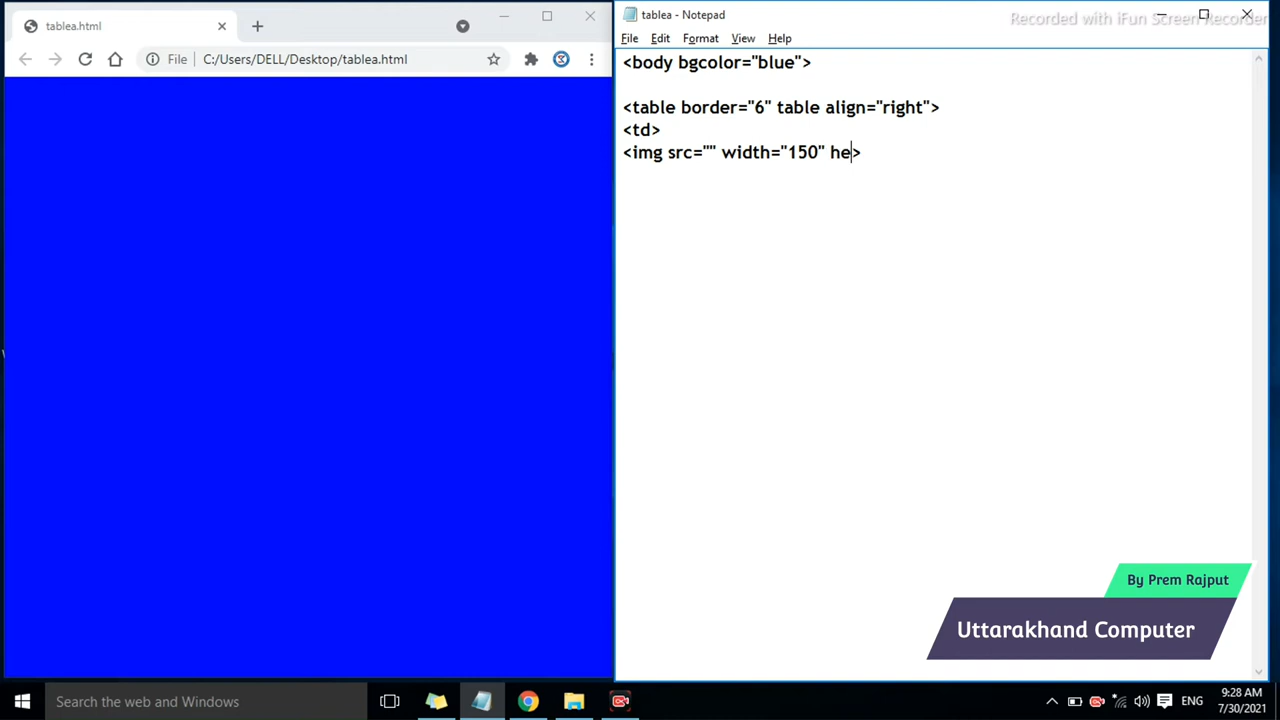 tablea.html
File
C:/Users/DELL/Desktop/tablea.html
tablea - Notepad
Recorded with iFun Screen Recorder
File Edit Format View Help
<body bgcolor="blue">
<table border="6" table align="right">
<td>
<img src="" width="150" he>
By Prem Rajput
Uttarakhand Computer
Search the web and Windows
ENG
9:28 AM
7/30/2021